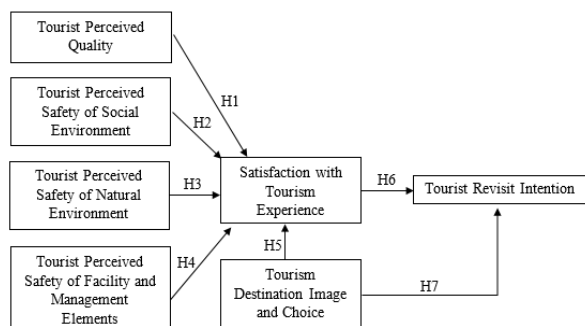 Tourist Perceived
Quality
H1
Tourist Perceived
Safety of Social
Environment
H2
Tourist Perceived
Safety of Natural
Environment
H3
Satisfaction with
Tourism
Experience
H6
Tourist Revisit Intention
Tourist Perceived
Safety of Facility and
Management
Elements
H4
H5
Tourism
Destination Image
and Choice
H7